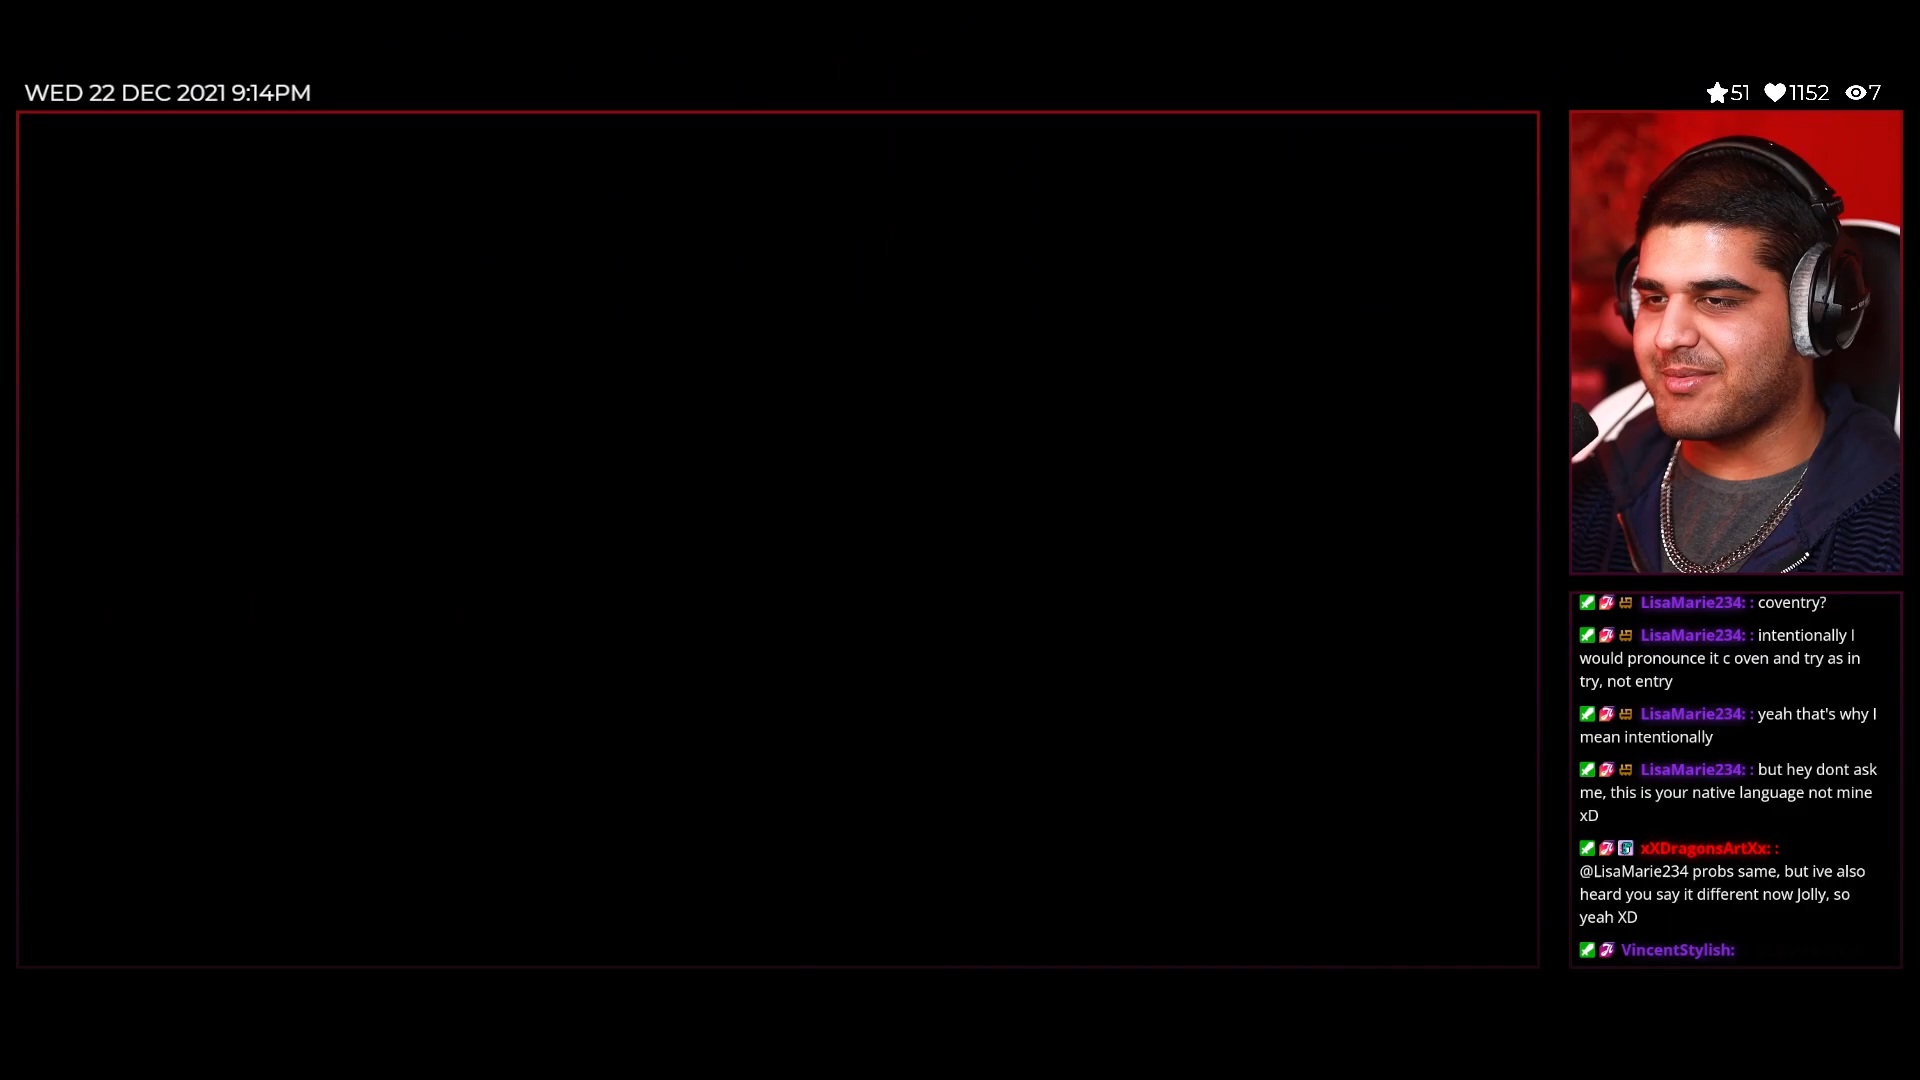 WED 22 DEC 2021 9:14PM
51 1152 7
LisaMarie234: : coventry?
LisaMarie234: : intentionally I
would pronounce it c oven and try as in
try, not entry
LisaMarie234: : yeah that's why I
mean intentionally
LisaMarie234: : but hey dont ask
me, this is your native language not mine
xD
xXDragonsArtXx: :
@LisaMarie234 probs same, but ive also
heard you say it different now Jolly, so
yeah XD
VincentStylish: